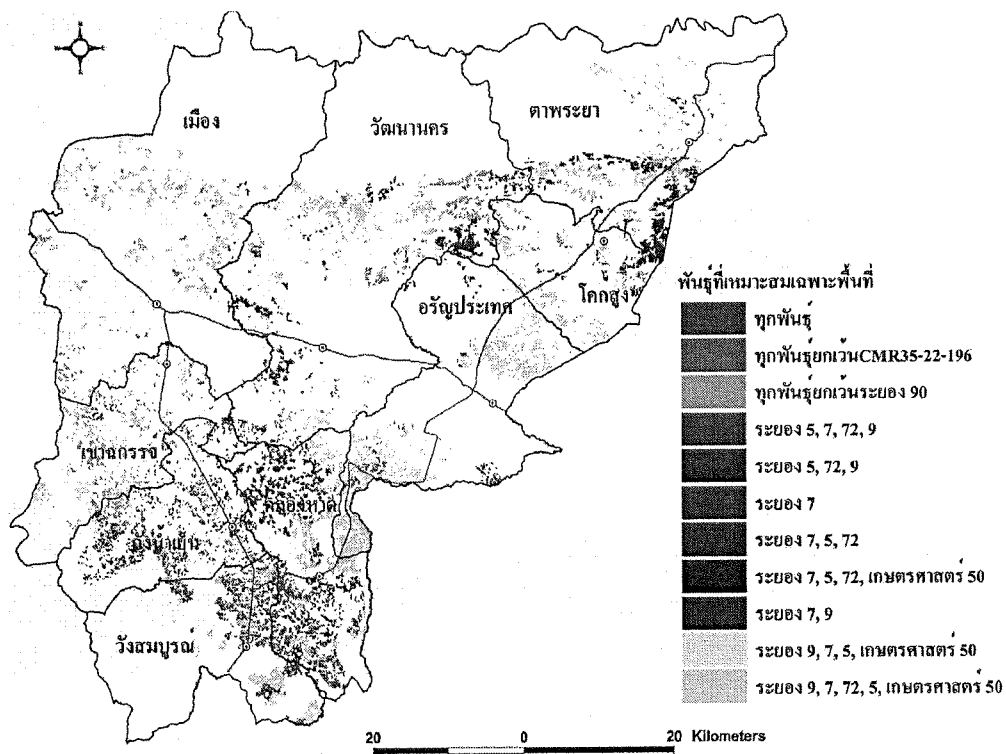 เมือง
วัฒนานคร
ตาพระยา
อรัญประเทศ
โคกสูง
เขาฉกรรจ์
คลองหาด
วังน้ำเย็น
วังสมบูรณ์
พันธุ์ที่เหมาะสมเฉพาะพื้นที่
ทุกพันธุ์
ทุกพันธุ์ยกเว้นCMR35-22-196
ทุกพันธุ์ยกเว้นระยอง 90
ระยอง 5, 7, 72, 9
ระยอง 5, 72, 9
ระยอง 7
ระยอง 7, 5, 72
ระยอง 7, 5, 72, เกษตรศาสตร์ 50
ระยอง 7, 9
ระยอง 9, 7, 5, เกษตรศาสตร์ 50
ระยอง 9, 7, 72, 5, เกษตรศาสตร์ 50
20 0 20 Kilometers